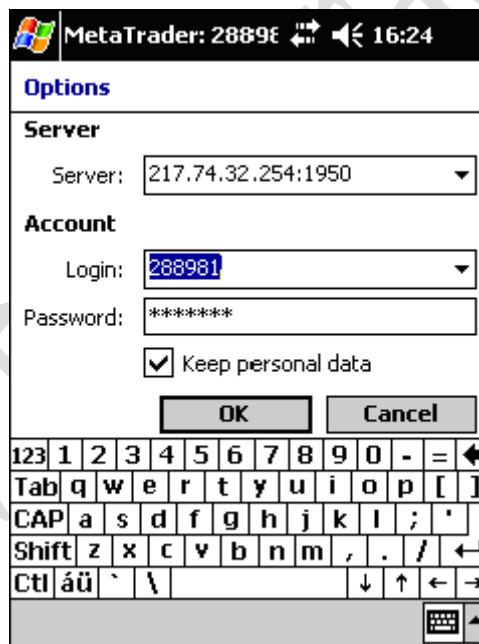 MetaTrader: 28898 16:24
Options
Server
Server: 217.74.32.254:1950
Account
Login: 288981
Password: *******
Keep personal data
OK Cancel
123 1 2 3 4 5 6 7 8 9 0 - =
Tab q w e r t y u i o p [ ]
CAP a s d f g h j k l ; '
Shift z x c v b n m , . /
Ctl áü ` \ ↓ ↑ ← →